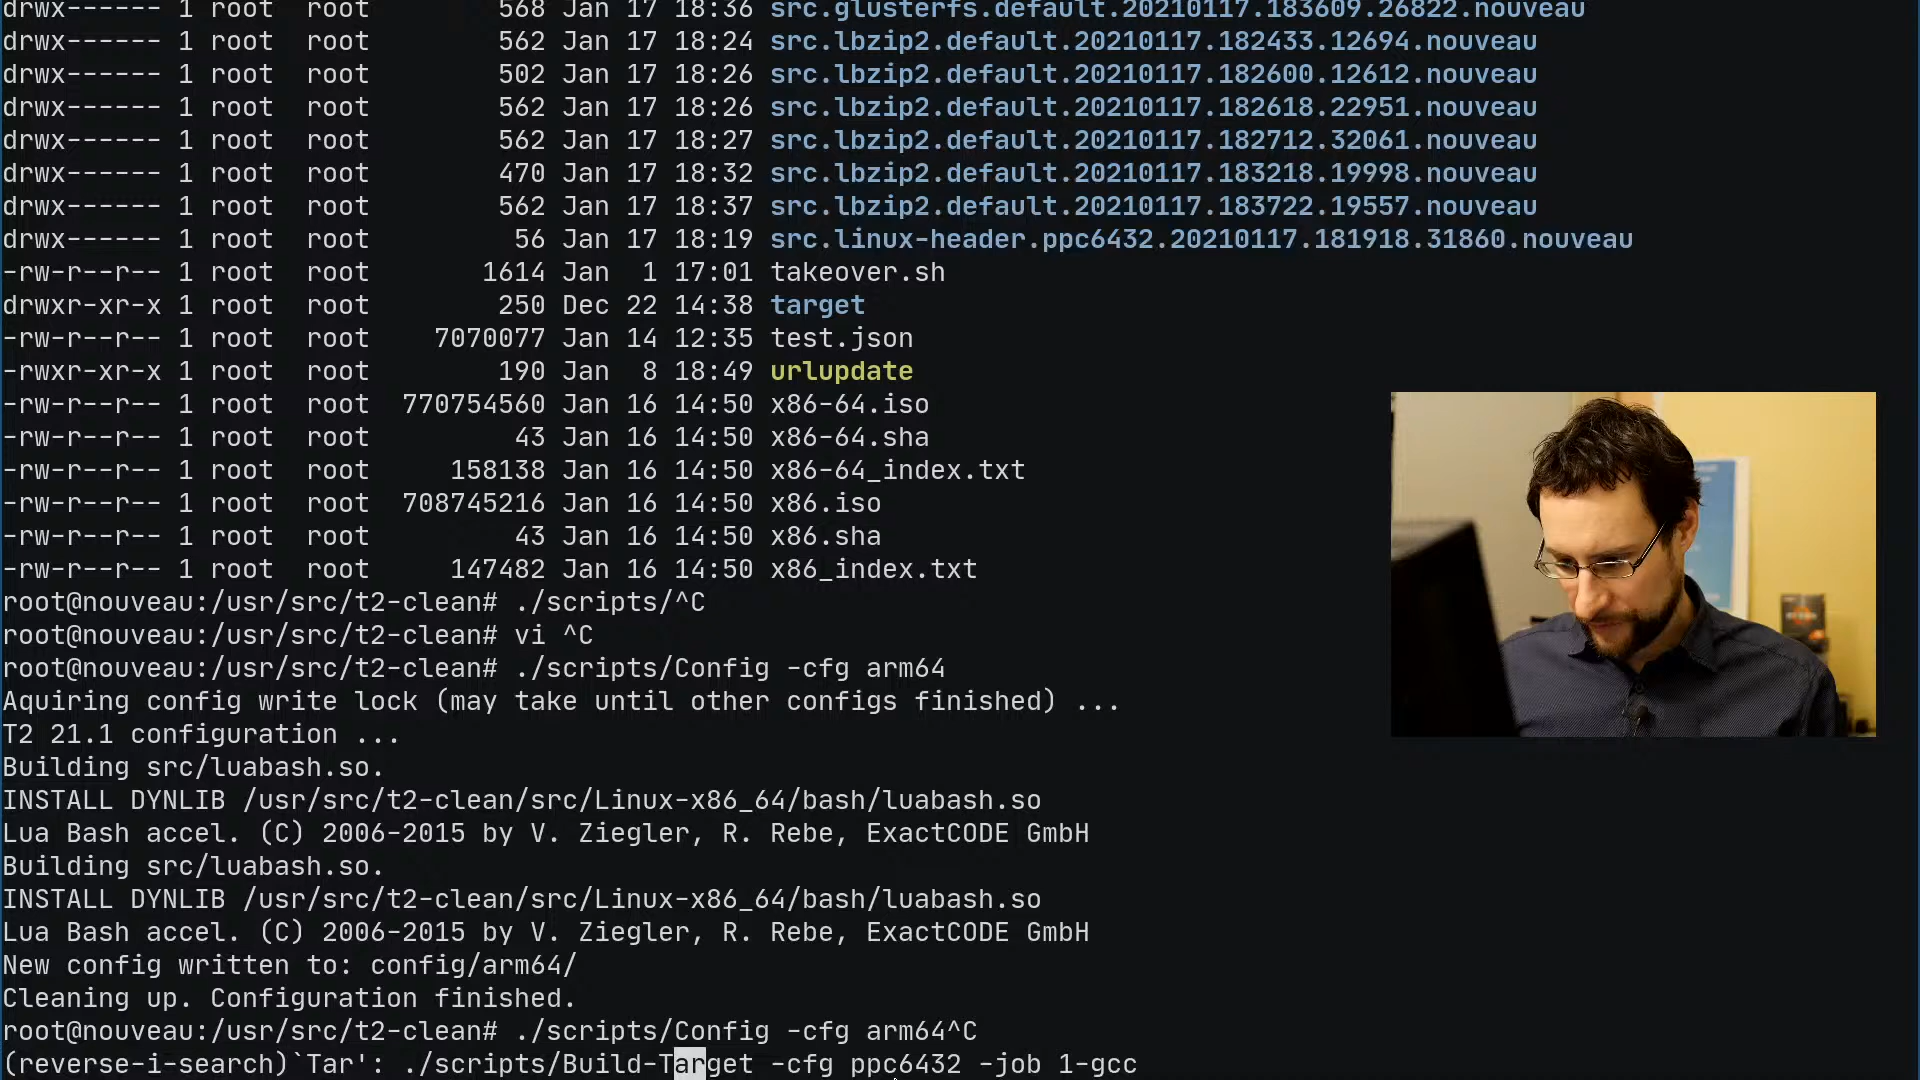 drwx------ 1 root  root        568 Jan 17 18:36 src.glusterfs.default.20210117.183609.26822.nouveau
drwx------ 1 root  root        562 Jan 17 18:24 src.lbzip2.default.20210117.182433.12694.nouveau
drwx------ 1 root  root        502 Jan 17 18:26 src.lbzip2.default.20210117.182600.12612.nouveau
drwx------ 1 root  root        562 Jan 17 18:26 src.lbzip2.default.20210117.182618.22951.nouveau
drwx------ 1 root  root        562 Jan 17 18:27 src.lbzip2.default.20210117.182712.32061.nouveau
drwx------ 1 root  root        470 Jan 17 18:32 src.lbzip2.default.20210117.183218.19998.nouveau
drwx------ 1 root  root        562 Jan 17 18:37 src.lbzip2.default.20210117.183722.19557.nouveau
drwx------ 1 root  root         56 Jan 17 18:19 src.linux-header.ppc6432.20210117.181918.31860.nouveau
-rw-r--r-- 1 root  root       1614 Jan  1 17:01 takeover.sh
drwxr-xr-x 1 root  root        250 Dec 22 14:38 target
-rw-r--r-- 1 root  root    7070077 Jan 14 12:35 test.json
-rwxr-xr-x 1 root  root        190 Jan  8 18:49 urlupdate
-rw-r--r-- 1 root  root  770754560 Jan 16 14:50 x86-64.iso
-rw-r--r-- 1 root  root         43 Jan 16 14:50 x86-64.sha
-rw-r--r-- 1 root  root     158138 Jan 16 14:50 x86-64_index.txt
-rw-r--r-- 1 root  root  708745216 Jan 16 14:50 x86.iso
-rw-r--r-- 1 root  root         43 Jan 16 14:50 x86.sha
-rw-r--r-- 1 root  root     147482 Jan 16 14:50 x86_index.txt
root@nouveau:/usr/src/t2-clean# ./scripts/^C
root@nouveau:/usr/src/t2-clean# vi ^C
root@nouveau:/usr/src/t2-clean# ./scripts/Config -cfg arm64
Aquiring config write lock (may take until other configs finished) ...
T2 21.1 configuration ...
Building src/luabash.so.
INSTALL DYNLIB /usr/src/t2-clean/src/Linux-x86_64/bash/luabash.so
Lua Bash accel. (C) 2006-2015 by V. Ziegler, R. Rebe, ExactCODE GmbH
Building src/luabash.so.
INSTALL DYNLIB /usr/src/t2-clean/src/Linux-x86_64/bash/luabash.so
Lua Bash accel. (C) 2006-2015 by V. Ziegler, R. Rebe, ExactCODE GmbH
New config written to: config/arm64/
Cleaning up. Configuration finished.
root@nouveau:/usr/src/t2-clean# ./scripts/Config -cfg arm64^C
(reverse-i-search)`Tar': ./scripts/Build-Target -cfg ppc6432 -job 1-gcc